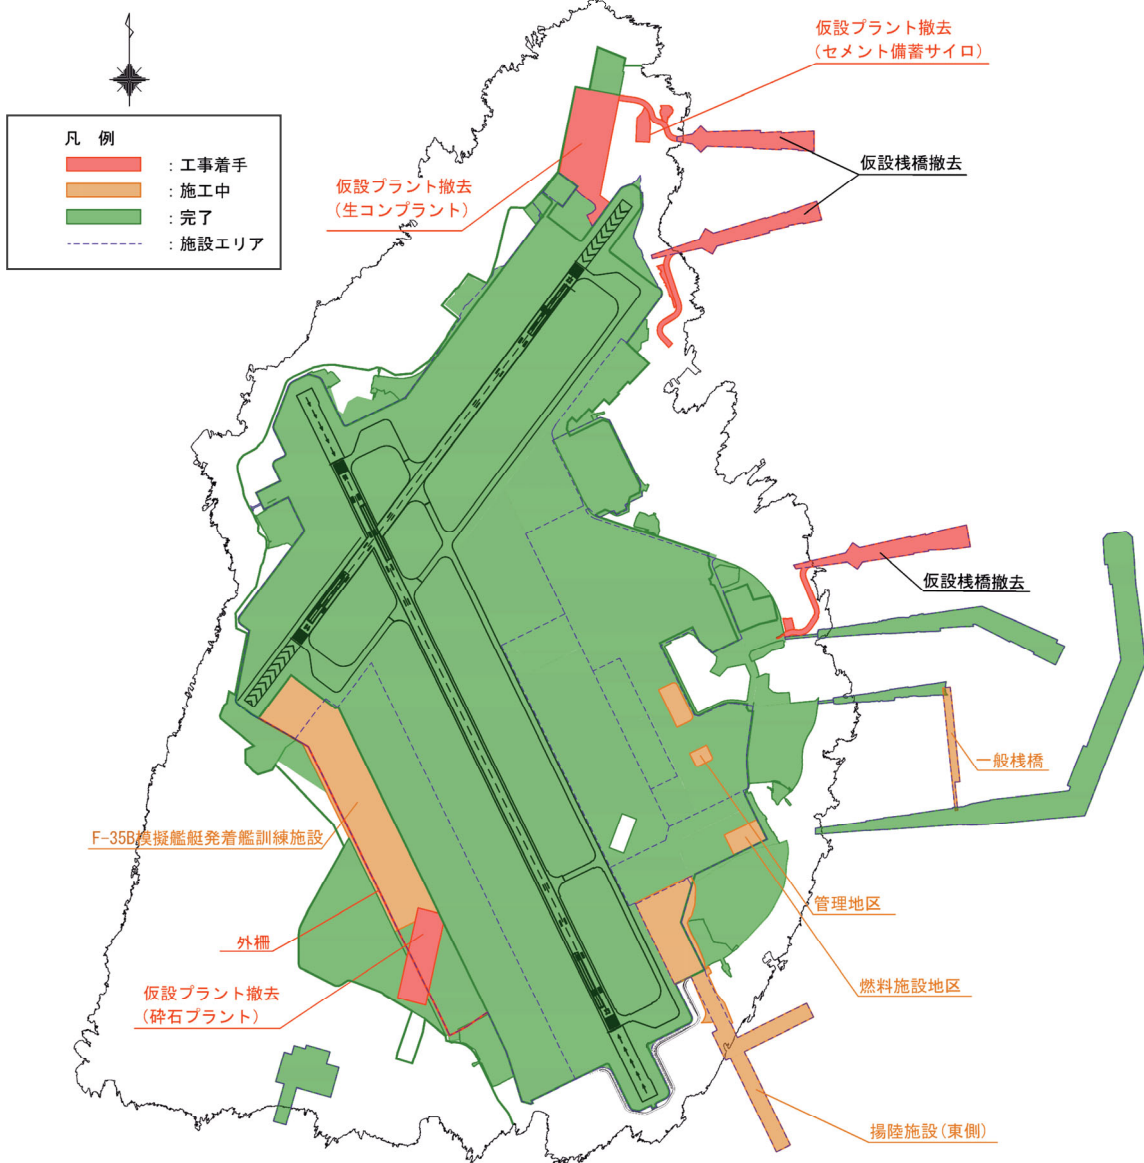 仮設プラント撤去
(セメント備蓄サイロ)
凡　例
：工事着手
：施工中
：完了
：施設エリア
仮設桟橋撤去
仮設プラント撤去
(生コンプラント)
仮設桟橋撤去
一般桟橋
F-35B模擬艦艇発着艦訓練施設
管理地区
外柵
燃料施設地区
仮設プラント撤去
(砕石プラント)
揚陸施設(東側)